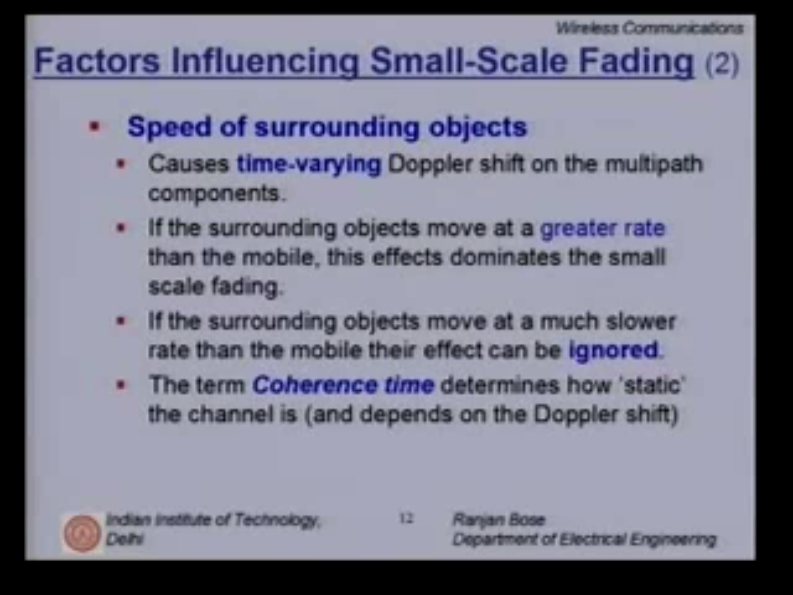 Wireless Communications
Factors Influencing Small-Scale Fading (2)
Speed of surrounding objects
Causes time-varying Doppler shift on the multipath
components.
If the surrounding objects move at a greater rate
than the mobile, this effects dominates the small
scale fading.
If the surrounding objects move at a much slower
rate than the mobile their effect can be ignored.
The term Coherence time determines how 'static'
the channel is (and depends on the Doppler shift)
Indian Institute of Technology,
Delhi
12
Ranjan Bose
Department of Electrical Engineering